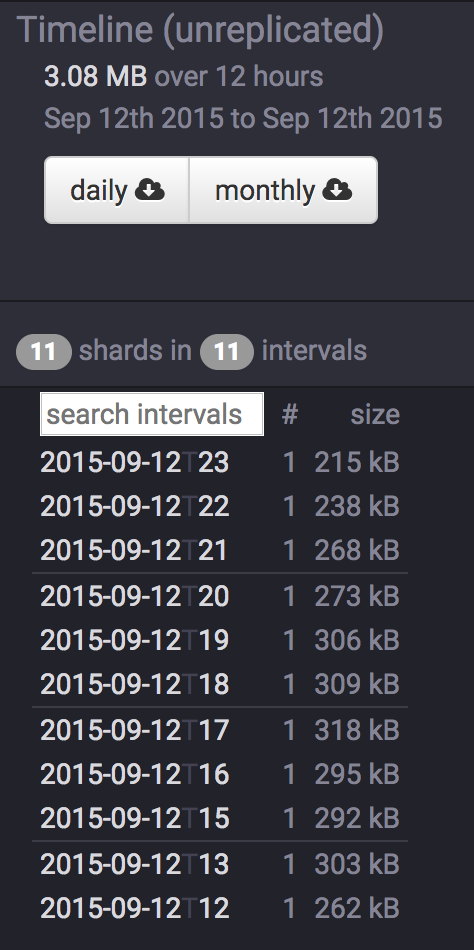 Timeline (unreplicated)
3.08 MB over 12 hours
Sep 12th 2015 to Sep 12th 2015
daily monthly
11 shards in 11 intervals
search intervals # size
2015-09-12T23 1 215 kB
2015-09-12T22 1 238 kB
2015-09-12T21 1 268 kB
2015-09-12T20 1 273 kB
2015-09-12T19 1 306 kB
2015-09-12T18 1 309 kB
2015-09-12T17 1 318 kB
2015-09-12T16 1 295 kB
2015-09-12T15 1 292 kB
2015-09-12T13 1 303 kB
2015-09-12T12 1 262 kB